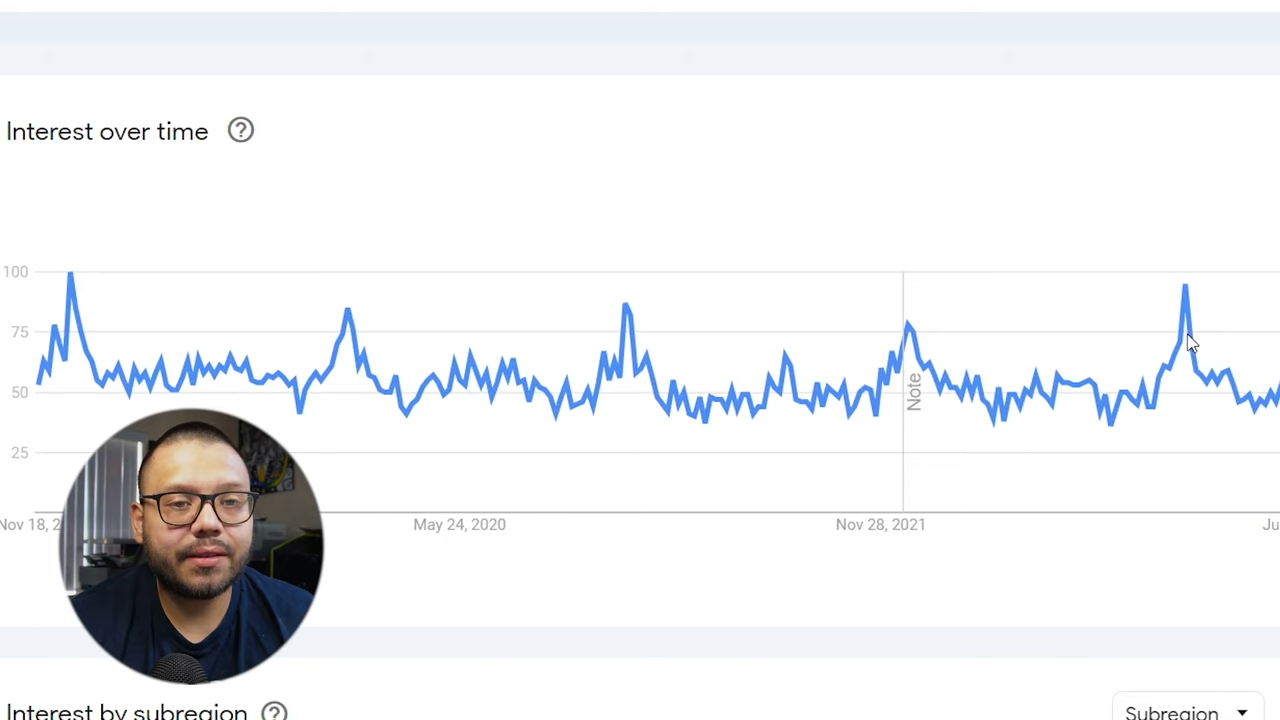 Interest over time
100
75
50
25
Note
Nov 18, 2
May 24, 2020
Nov 28, 2021
Ju
Interest by subregion
Subregion